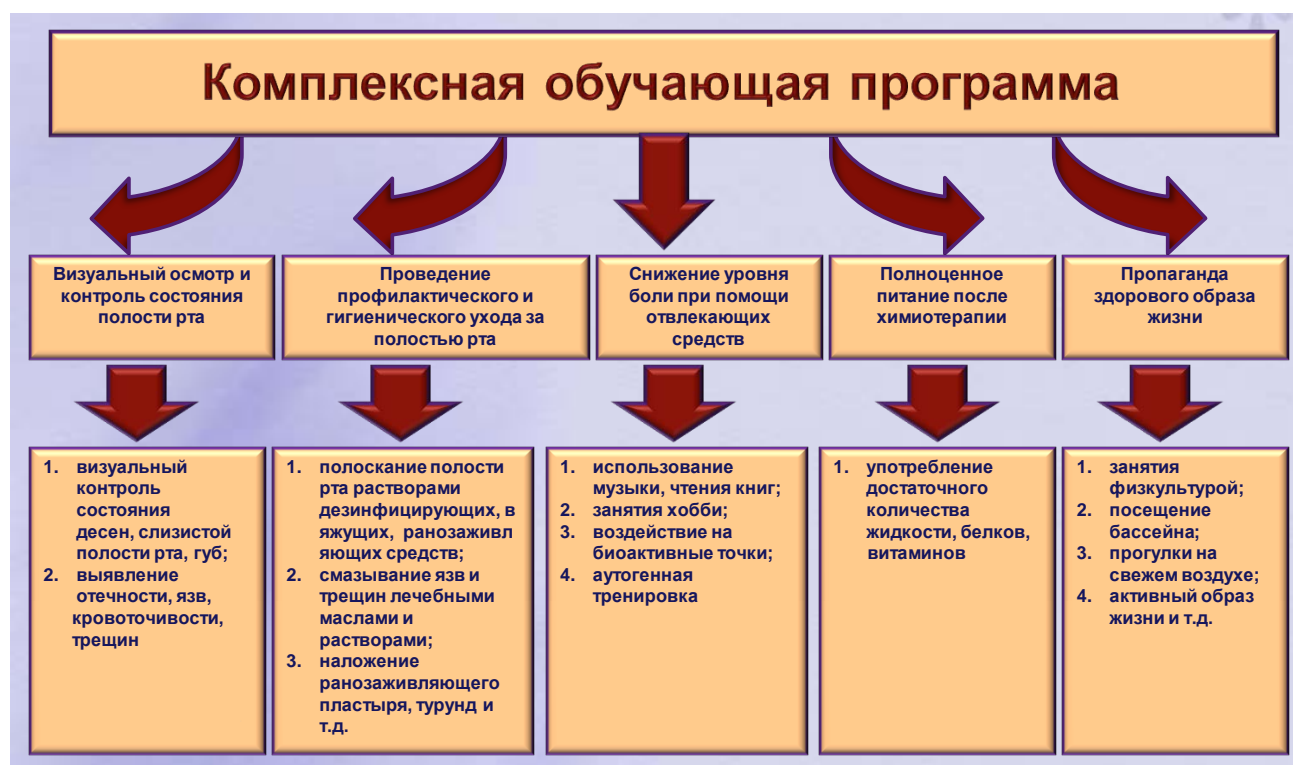 Комплексная обучающая программа
Визуальный осмотр и
контроль состояния
полости рта
Проведение
профилактического и
гигиенического ухода за
полостью рта
Снижение уровня
боли при помощи
отвлекающих
средств
Полноценное
питание после
химиотерапии
Пропаганда
здорового образа
жизни
1. визуальный
контроль
состояния
десен, слизистой
полости рта, губ;
2. выявление
отечности, язв,
кровоточивости,
трещин
1. полоскание полости
рта растворами
дезинфицирующих, в
яжущих, ранозаживл
яющих средств;
2. смазывание язв и
трещин лечебными
маслами и
растворами;
3. наложение
ранозаживляющего
пластыря, турунд и
т.д.
1. использование
музыки, чтения книг;
2. занятия хобби;
3. воздействие на
биоактивные точки;
4. аутогенная
тренировка
1. употребление
достаточного
количества
жидкости, белков,
витаминов
1. занятия
физкультурой;
2. посещение
бассейна;
3. прогулки на
свежем воздухе;
4. активный образ
жизни и т.д.